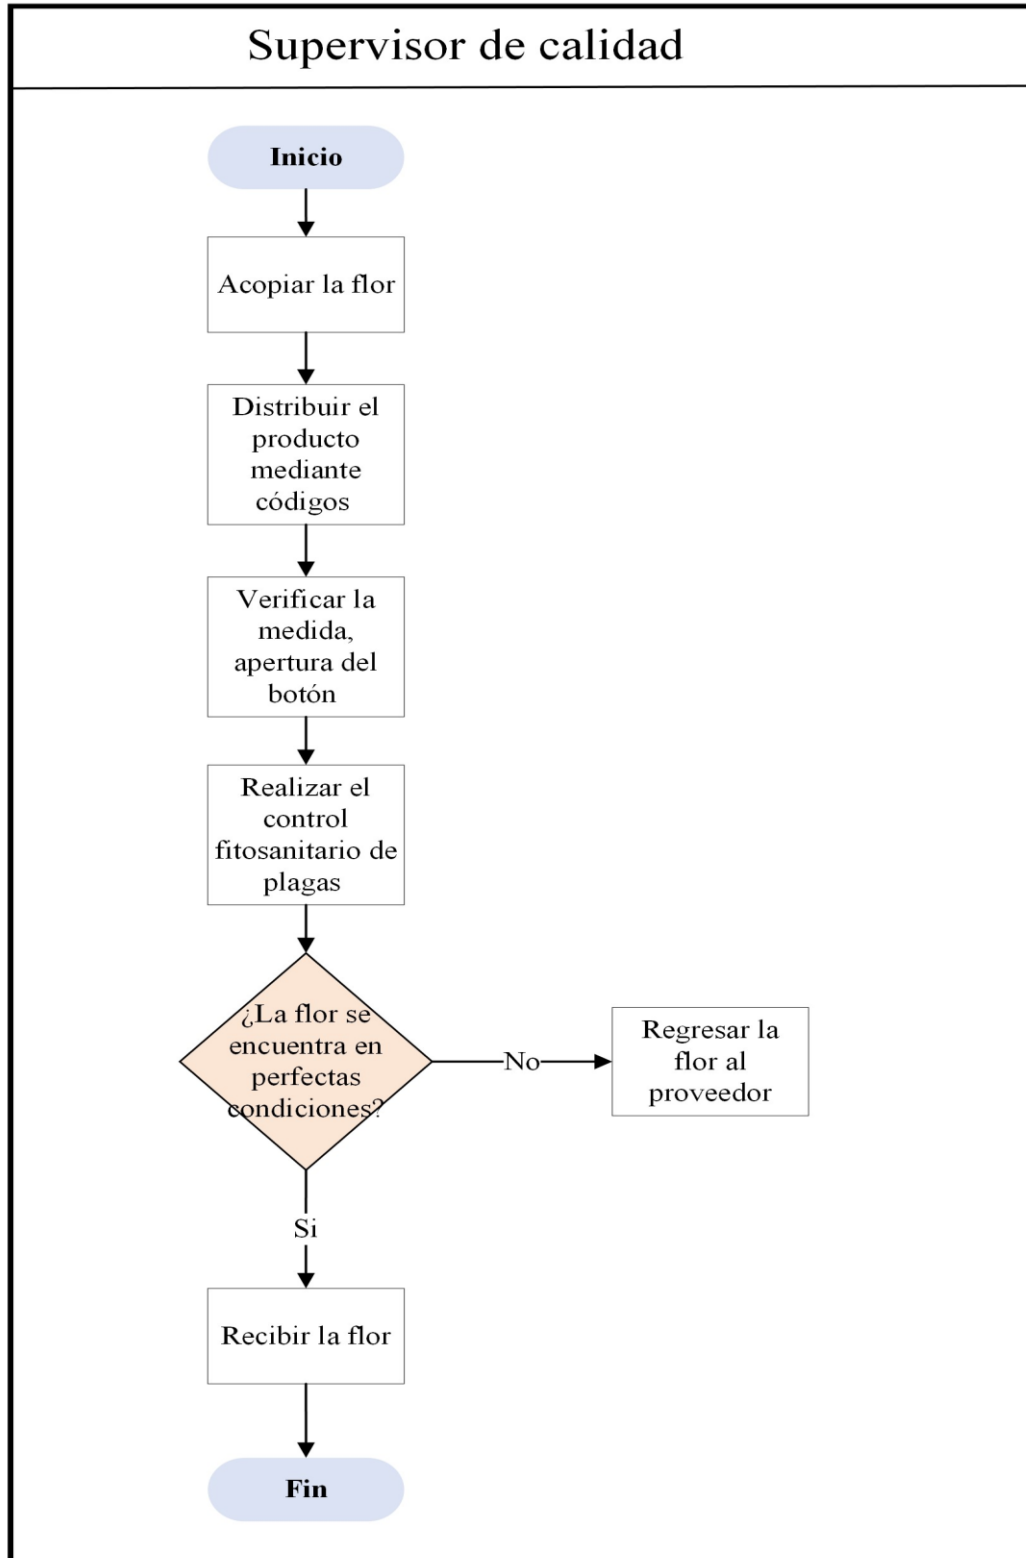 Supervisor de calidad
Inicio
Acopiar la flor
Distribuir el
producto
mediante
códigos
Verificar la
medida,
apertura del
botón
Realizar el
control
fitosanitario de
plagas
¿La flor se
encuentra en
perfectas
condiciones?
No
Regresar la
flor al
proveedor
Si
Recibir la flor
Fin